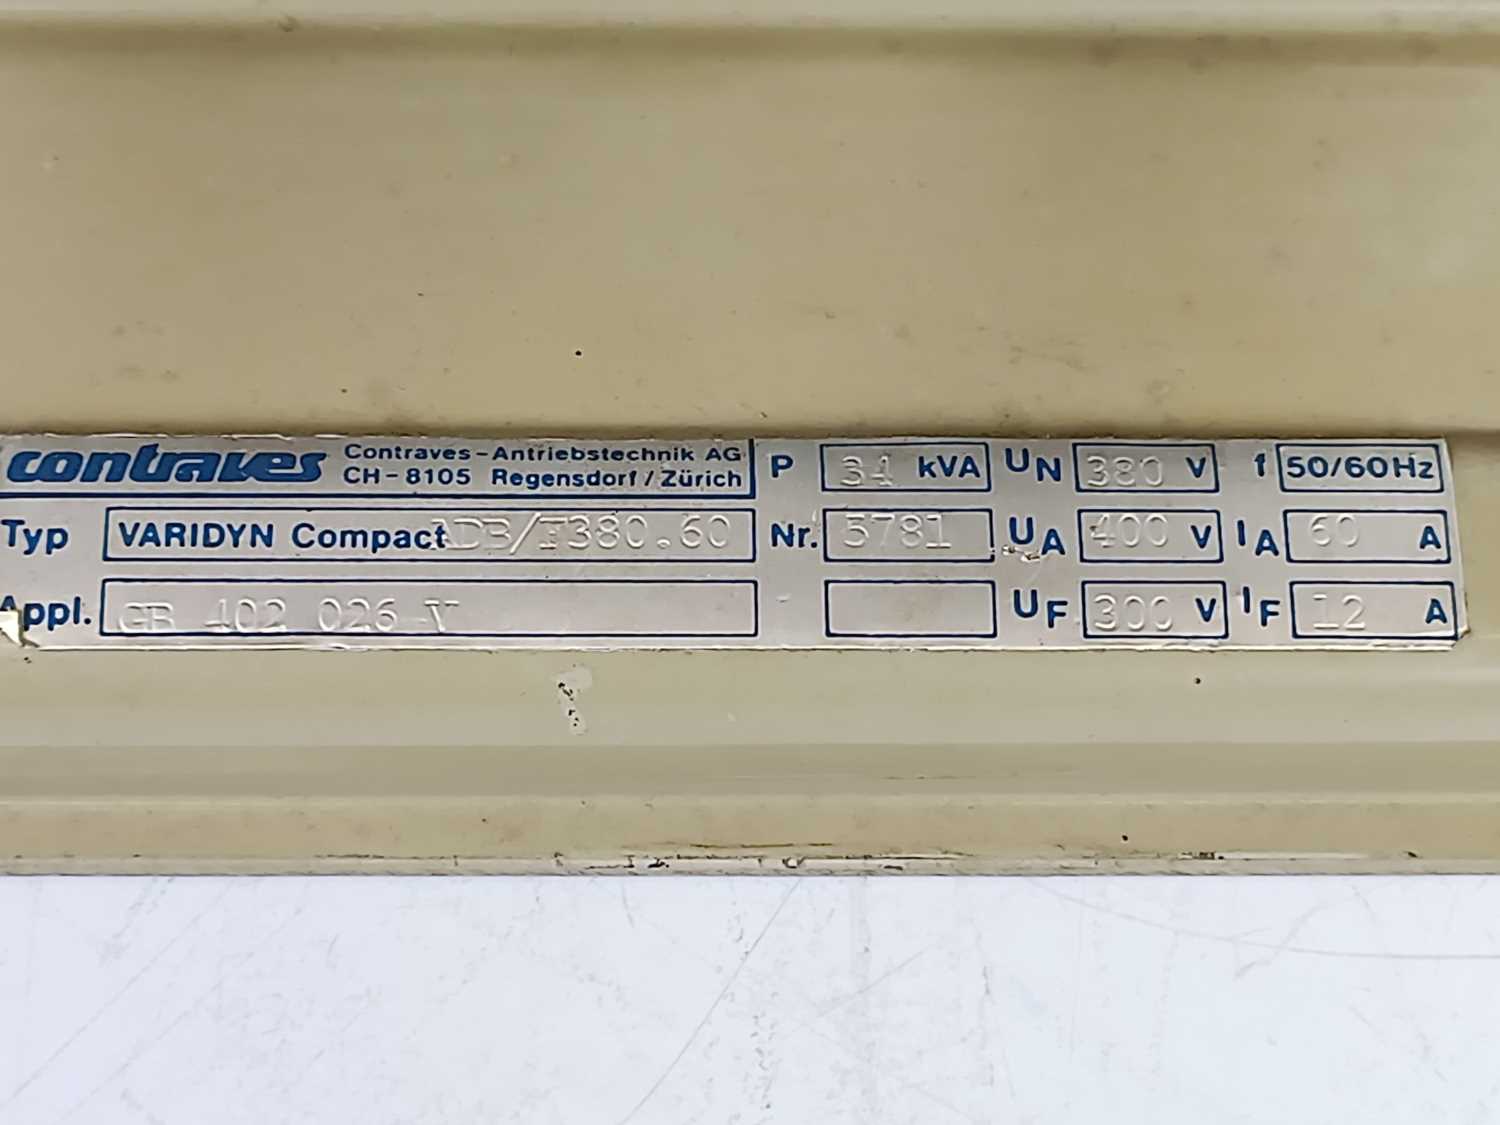 contraves Contraves-Antriebstechnik AG
CH-8105 Regensdorf/Zürich
P 34 kVA UN 380 V f 50/60Hz
Typ VARIDYN Compact ADB/F380.60 Nr. 5781 UA 400 V IA 60 A
Appl. GB 402 026 V UF 300 V IF 12 A